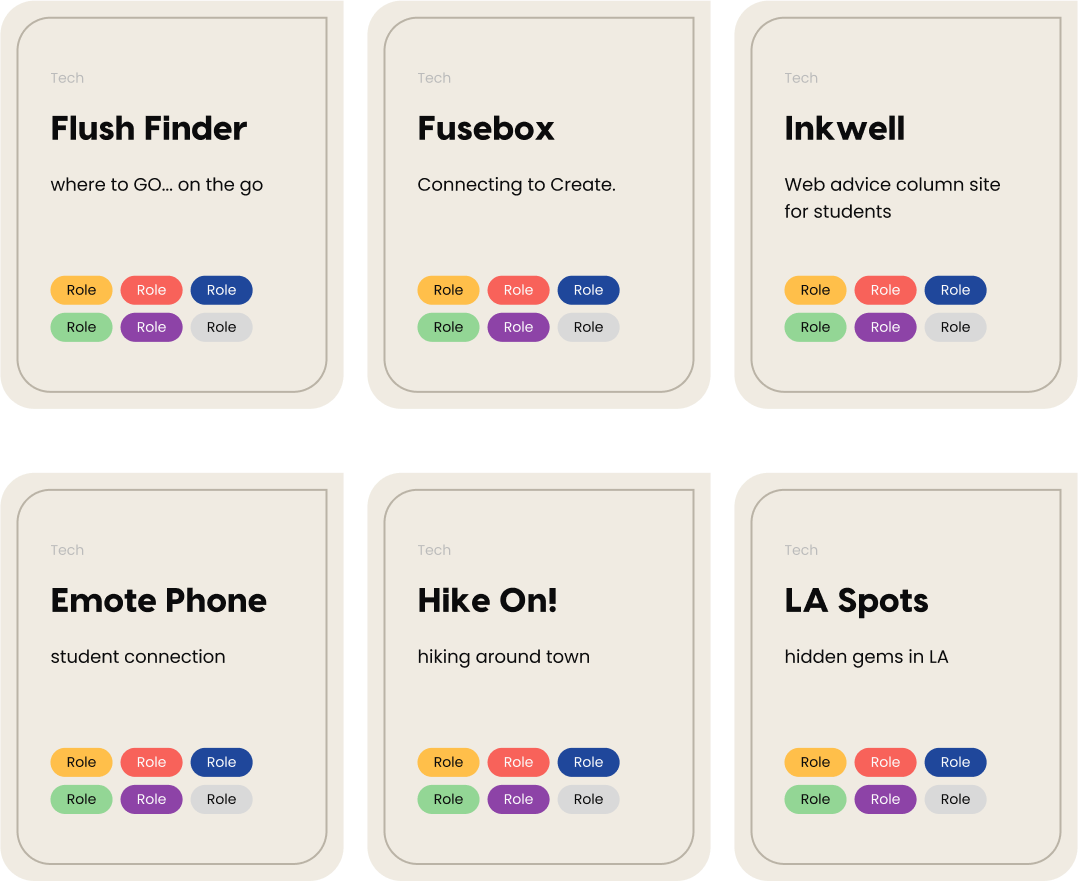 Tech
Flush Finder
where to GO... on the go
Role Role Role
Role Role Role
Tech
Fusebox
Connecting to Create.
Role Role Role
Role Role Role
Tech
Inkwell
Web advice column site
for students
Role Role Role
Role Role Role
Tech
Emote Phone
student connection
Role Role Role
Role Role Role
Tech
Hike On!
hiking around town
Role Role Role
Role Role Role
Tech
LA Spots
hidden gems in LA
Role Role Role
Role Role Role